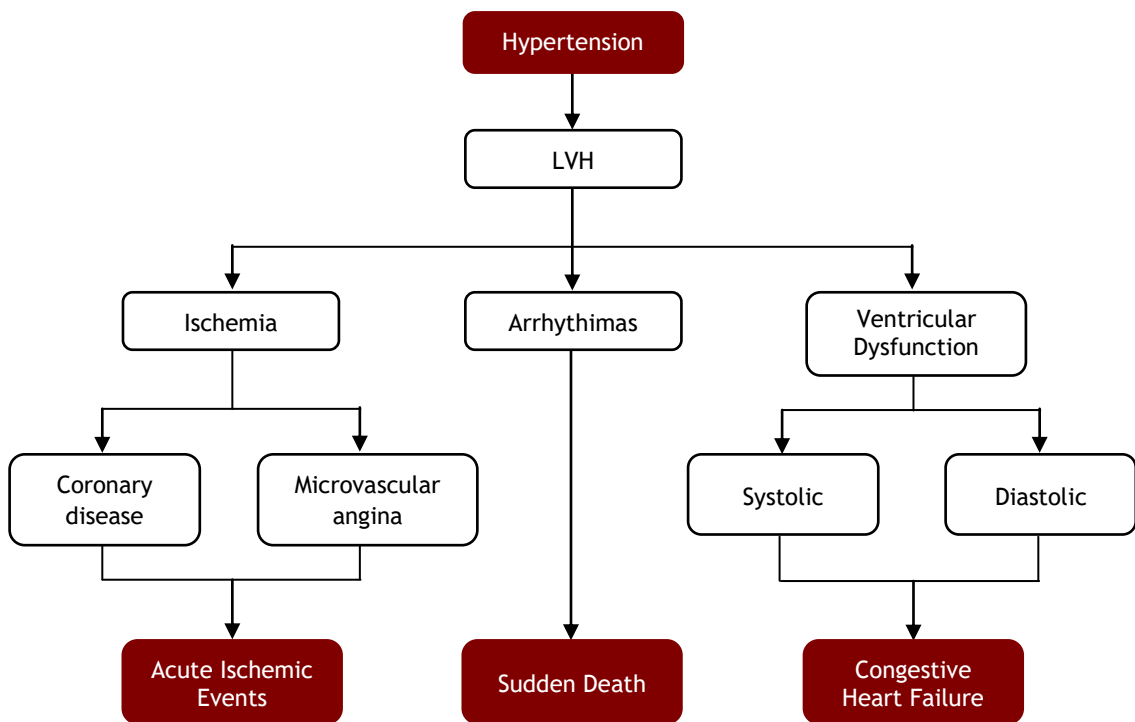 Hypertension
LVH
Ischemia
Arrhythimas
Ventricular
Dysfunction
Coronary
disease
Microvascular
angina
Systolic
Diastolic
Acute Ischemic
Events
Sudden Death
Congestive
Heart Failure